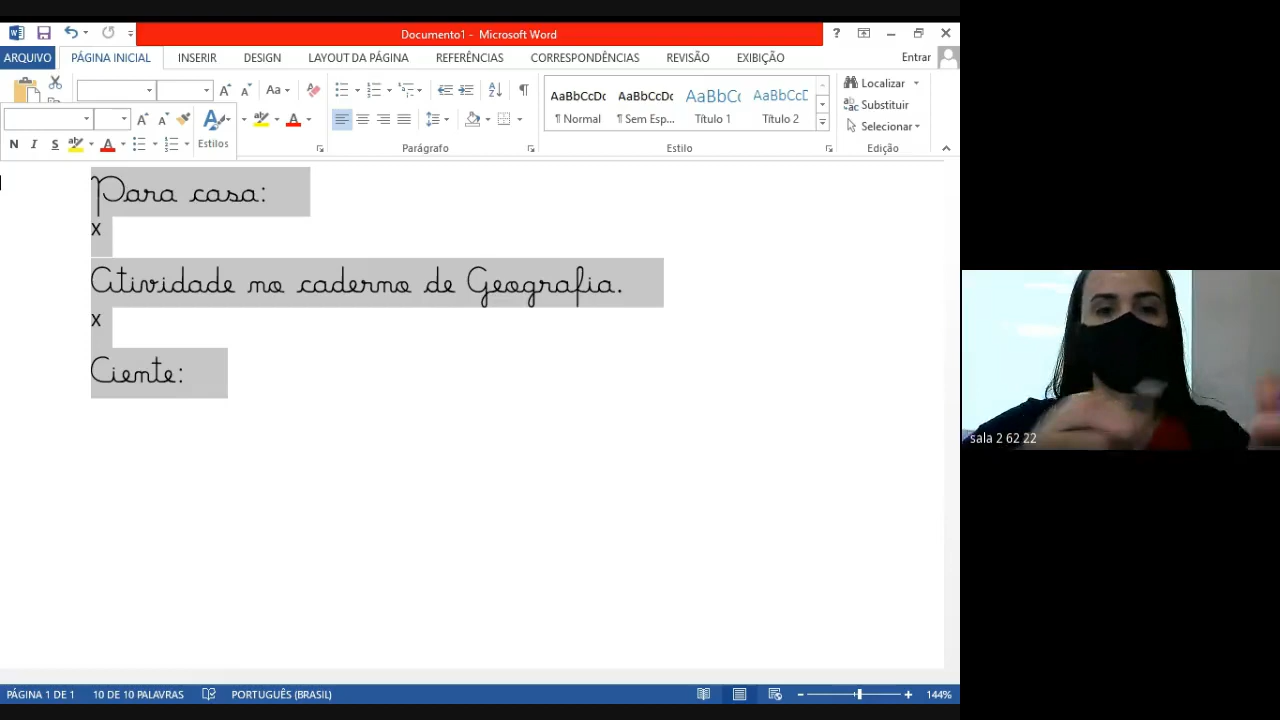 Documento1 - Microsoft Word
ARQUIVO PÁGINA INICIAL INSERIR DESIGN LAYOUT DA PÁGINA REFERÊNCIAS CORRESPONDÊNCIAS REVISÃO EXIBIÇÃO Entrar
Aa AaBbCcDc AaBbCcDc AaBbCc AaBbCcD Localizar
Substituir
¶ Normal ¶ Sem Esp... Título 1 Título 2 Selecionar
N I S Estilos Parágrafo Estilo Edição
Para casa:
x
Atividade no caderno de Geografia.
x
Ciente:
sala 2 62 22
PÁGINA 1 DE 1 10 DE 10 PALAVRAS PORTUGUÊS (BRASIL) 144%